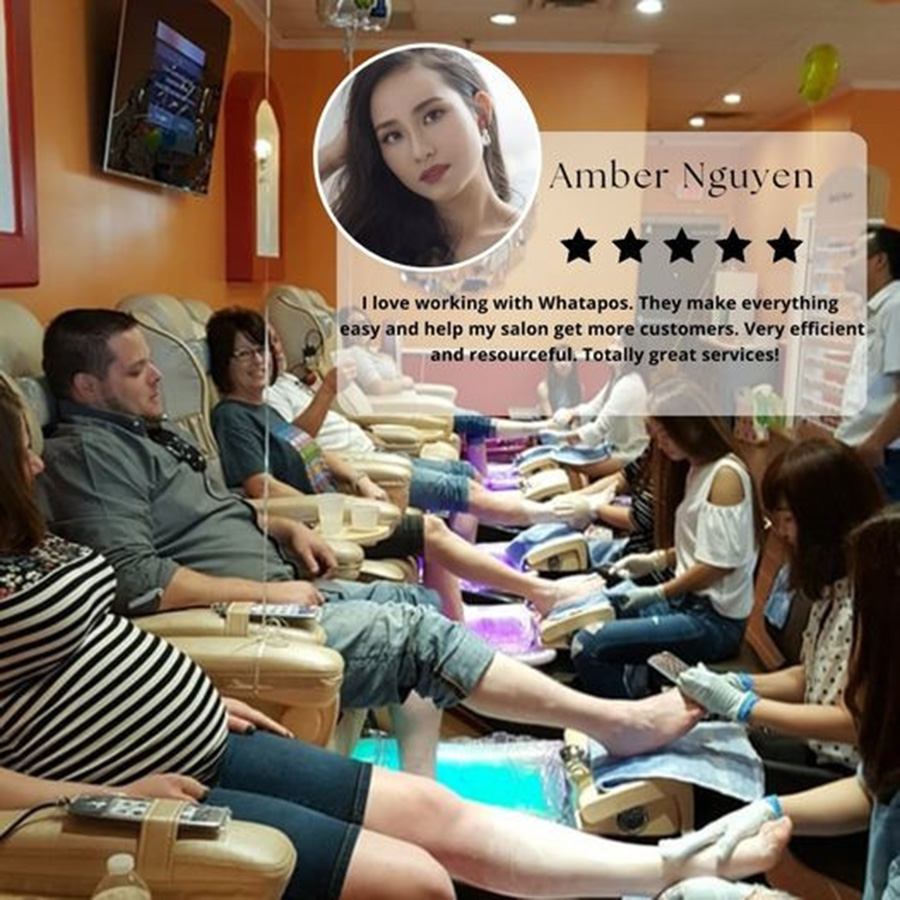 Amber Nguyen
I love working with Whatapos. They make everything
easy and help my salon get more customers. Very efficient
and resourceful. Totally great services!